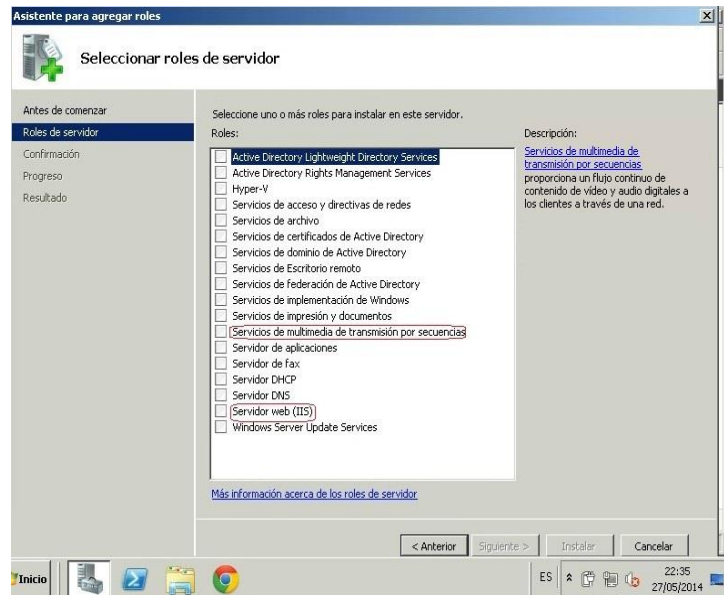 Asistente para agregar roles
Seleccionar roles de servidor
Antes de comenzar
Roles de servidor
Confirmación
Progreso
Resultado
Seleccione uno o más roles para instalar en este servidor.
Roles:
Active Directory Lightweight Directory Services
Active Directory Rights Management Services
Hyper-V
Servicios de acceso y directivas de redes
Servicios de archivo
Servicios de certificados de Active Directory
Servicios de dominio de Active Directory
Servicios de Escritorio remoto
Servicios de federación de Active Directory
Servicios de implementación de Windows
Servicios de impresión y documentos
Servicios de multimedia de transmisión por secuencias
Servidor de aplicaciones
Servidor de fax
Servidor DHCP
Servidor DNS
Servidor web (IIS)
Windows Server Update Services
Más información acerca de los roles de servidor
Descripción:
Servicios de multimedia de
transmisión por secuencias
proporciona un flujo continuo de
contenido de vídeo y audio digitales a
los clientes a través de una red.
< Anterior
Siguiente >
Instalar
Cancelar
Inicio
ES
22:35
27/05/2014